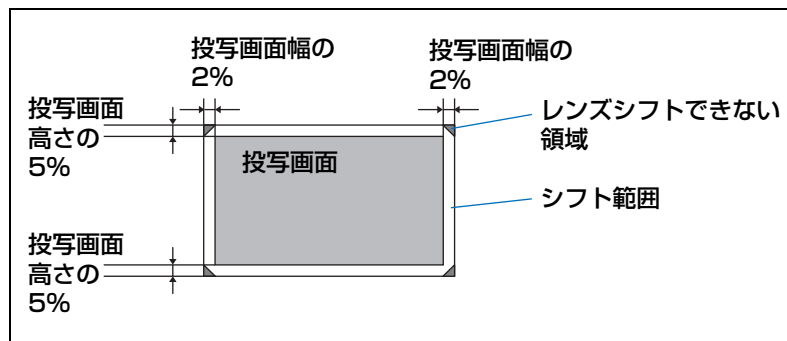 投写画面幅の
2%
投写画面幅の
2%
投写画面
高さの
5%
レンズシフトできない
領域
投写画面
シフト範囲
投写画面
高さの
5%